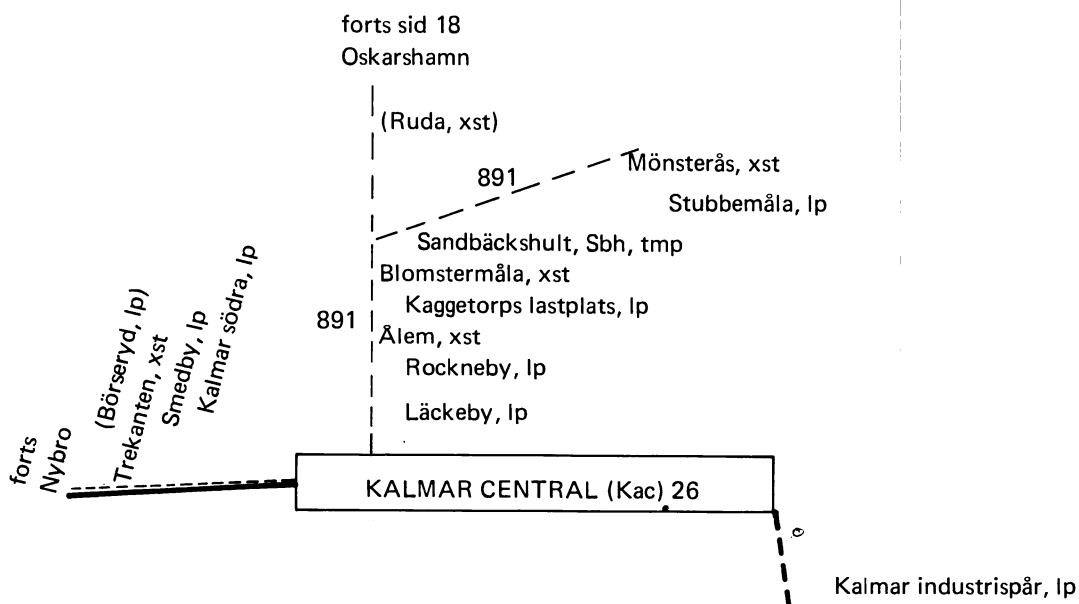 forts sid 18
Oskarshamn
(Ruda, xst)
891
Mönsterås, xst
Stubbemåla, lp
Sandbäckshult, Sbh, tmp
Blomstermåla, xst
Kaggetorps lastplats, lp
891
Ålem, xst
Rockneby, lp
Läckeby, lp
forts
Nybro
(Börseryd, lp)
Trekanten, xst
Smedby, lp
Kalmar södra, lp
KALMAR CENTRAL (Kac) 26
Kalmar industrispår, lp